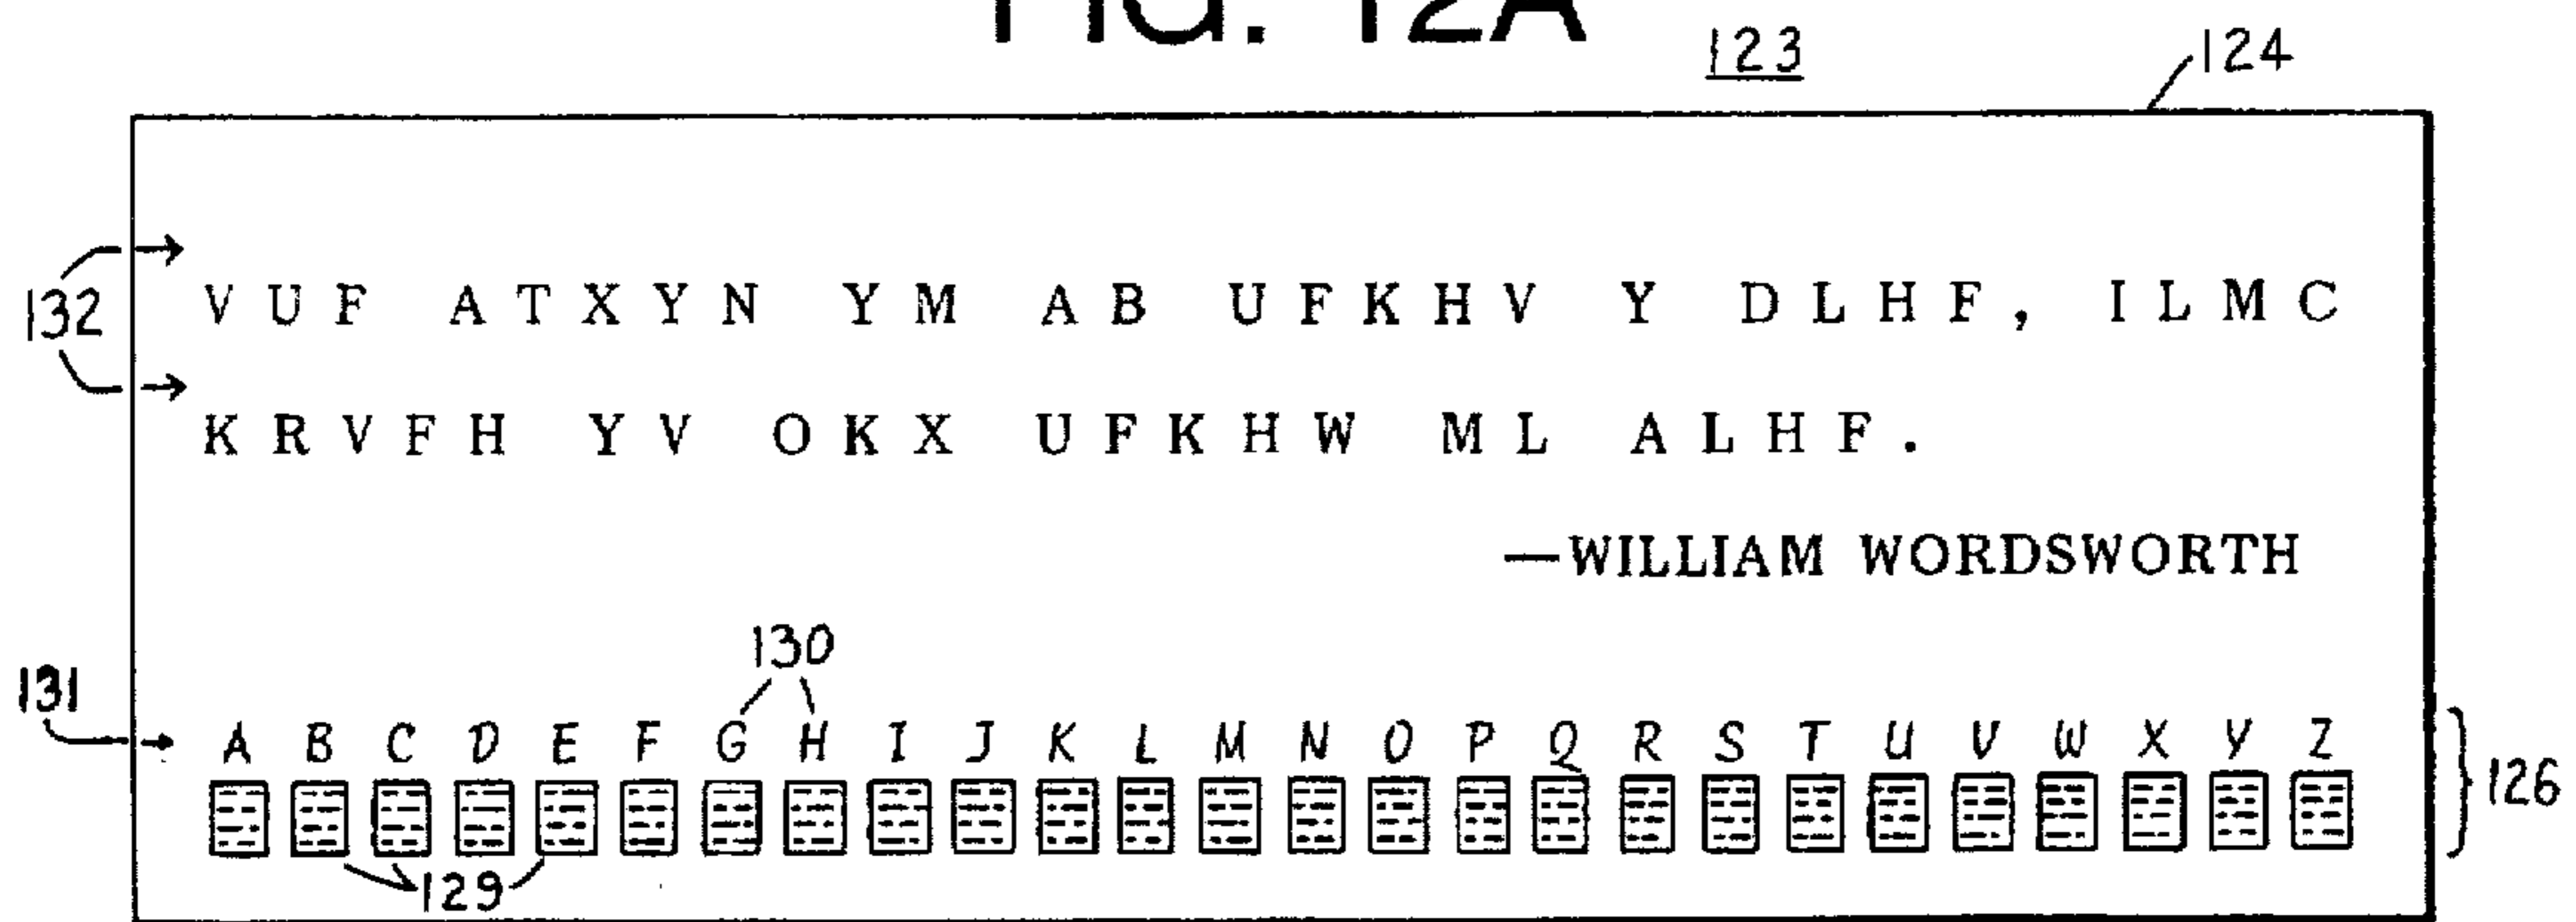 FIG. 12A
123
124
132
VUF ATXYN YM AB UFKHV Y DLHF, ILMC
KRVFH YV OKX UFKHW ML ALHF.
—WILLIAM WORDSWORTH
130
131
A B C D E F G H I J K L M N O P Q R S T U V W X Y Z
126
129